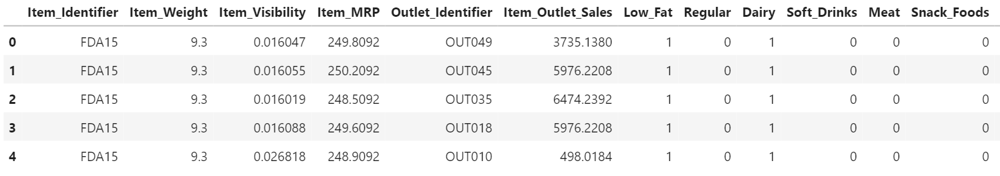 Item_Identifier Item_Weight Item_Visibility Item_MRP Outlet_Identifier Item_Outlet_Sales Low_Fat Regular Dairy Soft_Drinks Meat Snack_Foods
0 FDA15 9.3 0.016047 249.8092 OUT049 3735.1380 1 0 1 0 0 0
1 FDA15 9.3 0.016055 250.2092 OUT045 5976.2208 1 0 1 0 0 0
2 FDA15 9.3 0.016019 248.5092 OUT035 6474.2392 1 0 1 0 0 0
3 FDA15 9.3 0.016088 249.6092 OUT018 5976.2208 1 0 1 0 0 0
4 FDA15 9.3 0.026818 248.9092 OUT010 498.0184 1 0 1 0 0 0